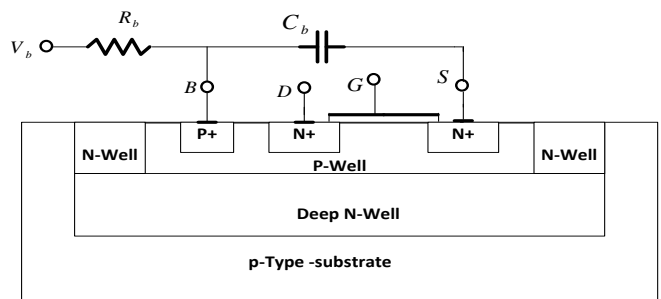 R_b
C_b
V_b
B
D
G
S
P+
N+
N+
N-Well
N-Well
P-Well
Deep N-Well
p-Type -substrate